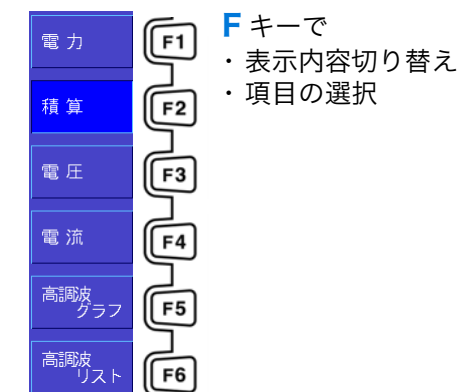 電力
F1
積算
F2
電圧
F3
電流
F4
高調波
グラフ
F5
高調波
リスト
F6
Fキーで
・表示内容切り替え
・項目の選択